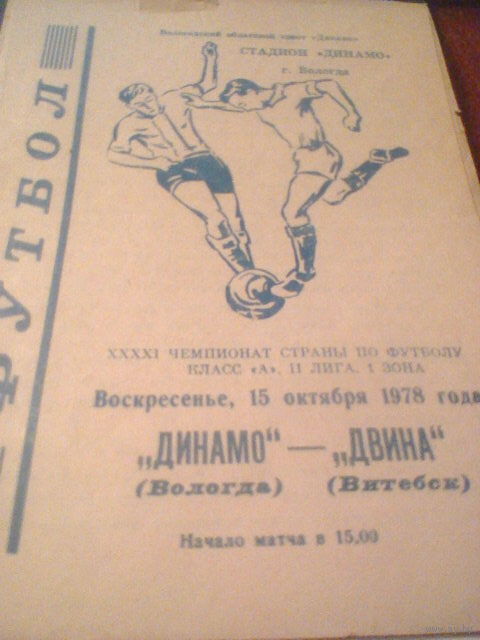 Вологодский областной совет «Динамо»
СТАДИОН «ДИНАМО»
г. Вологда
ФУТБОЛ
XXXXI ЧЕМПИОНАТ СТРАНЫ ПО ФУТБОЛУ
КЛАСС «А», II ЛИГА, 1 ЗОНА
Воскресенье, 15 октября 1978 года
„ДИНАМО“ — „ДВИНА“
(Вологда) (Витебск)
Начало матча в 15,00